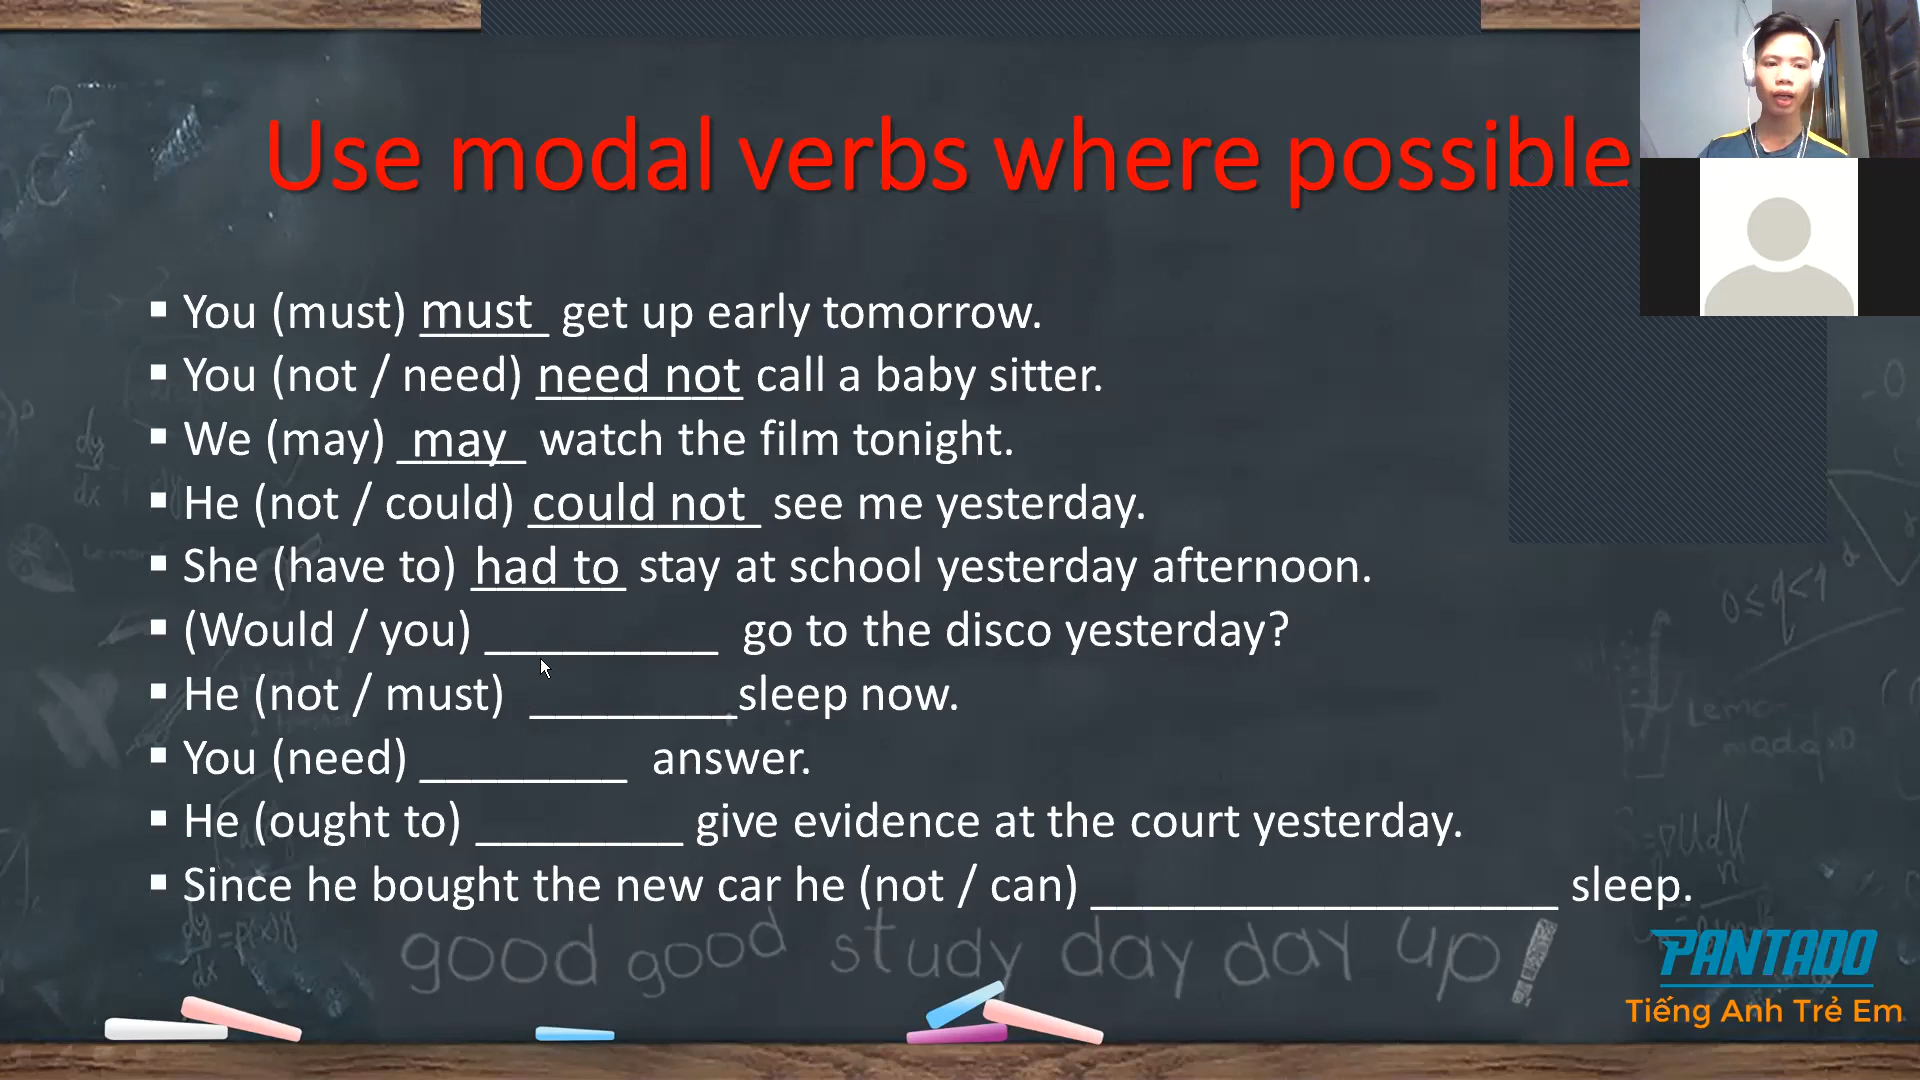 Use modal verbs where possible
▪ You (must) must get up early tomorrow.
▪ You (not / need) need not call a baby sitter.
▪ We (may) may watch the film tonight.
▪ He (not / could) could not see me yesterday.
▪ She (have to) had to stay at school yesterday afternoon.
▪ (Would / you) _________ go to the disco yesterday?
▪ He (not / must) ________sleep now.
▪ You (need) ________ answer.
▪ He (ought to) ________ give evidence at the court yesterday.
▪ Since he bought the new car he (not / can) __________________ sleep.
good good study day day up!
PANTADO
Tiếng Anh Trẻ Em